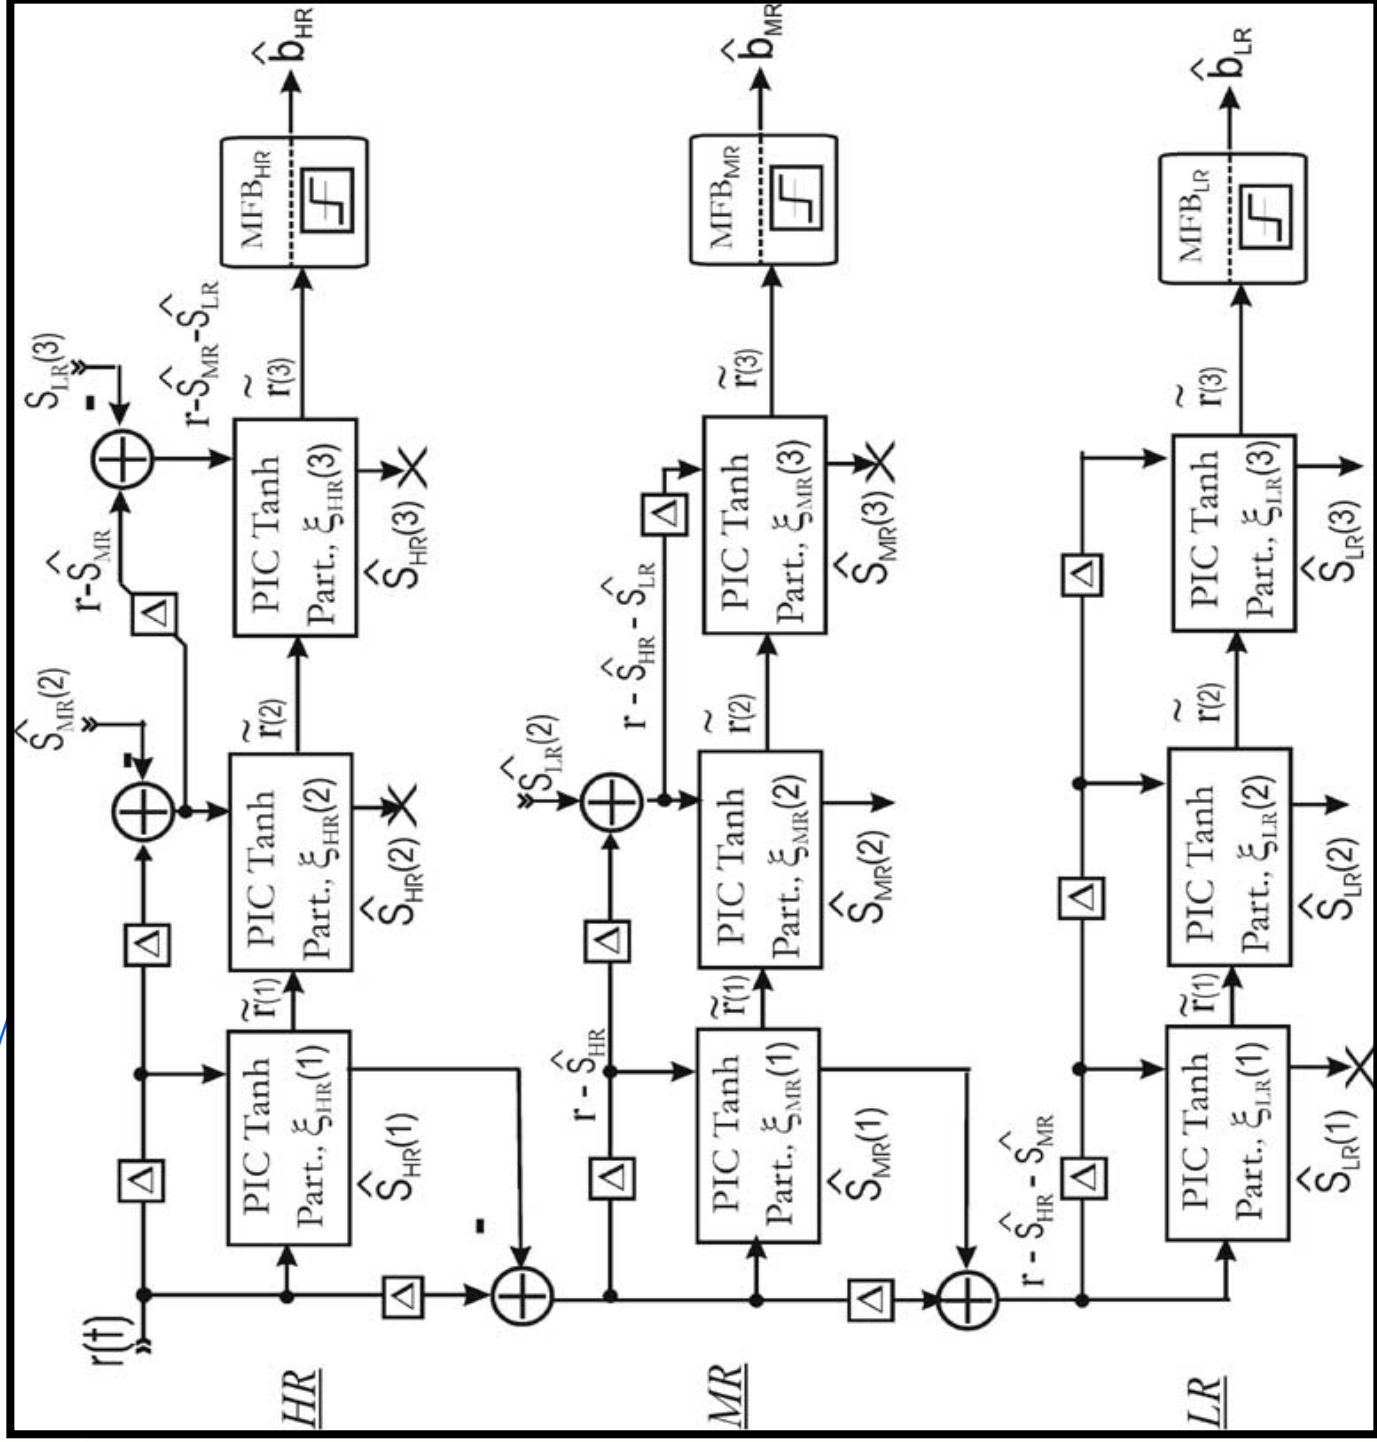 r(t)
HR
r-ŜMR
SLR(3)
-
r-ŜMR-ŜLR
ŜMR(2)
-
Δ
Δ
Δ
Δ
PIC Tanh
Part., ξHR(1)
r̃(1)
PIC Tanh
Part., ξHR(2)
r̃(2)
PIC Tanh
Part., ξHR(3)
r̃(3)
MFBHR
b̂HR
ŜHR(1)
ŜHR(2)
ŜHR(3)
-
MR
r - ŜHR
Δ
Δ
ŜLR(2)
r - ŜHR - ŜLR
Δ
Δ
PIC Tanh
Part., ξMR(1)
r̃(1)
PIC Tanh
Part., ξMR(2)
r̃(2)
PIC Tanh
Part., ξMR(3)
r̃(3)
MFBMR
b̂MR
ŜMR(1)
ŜMR(2)
ŜMR(3)
LR
r - ŜHR - ŜMR
Δ
Δ
Δ
PIC Tanh
Part., ξLR(1)
r̃(1)
PIC Tanh
Part., ξLR(2)
r̃(2)
PIC Tanh
Part., ξLR(3)
r̃(3)
MFBLR
b̂LR
ŜLR(1)
ŜLR(2)
ŜLR(3)